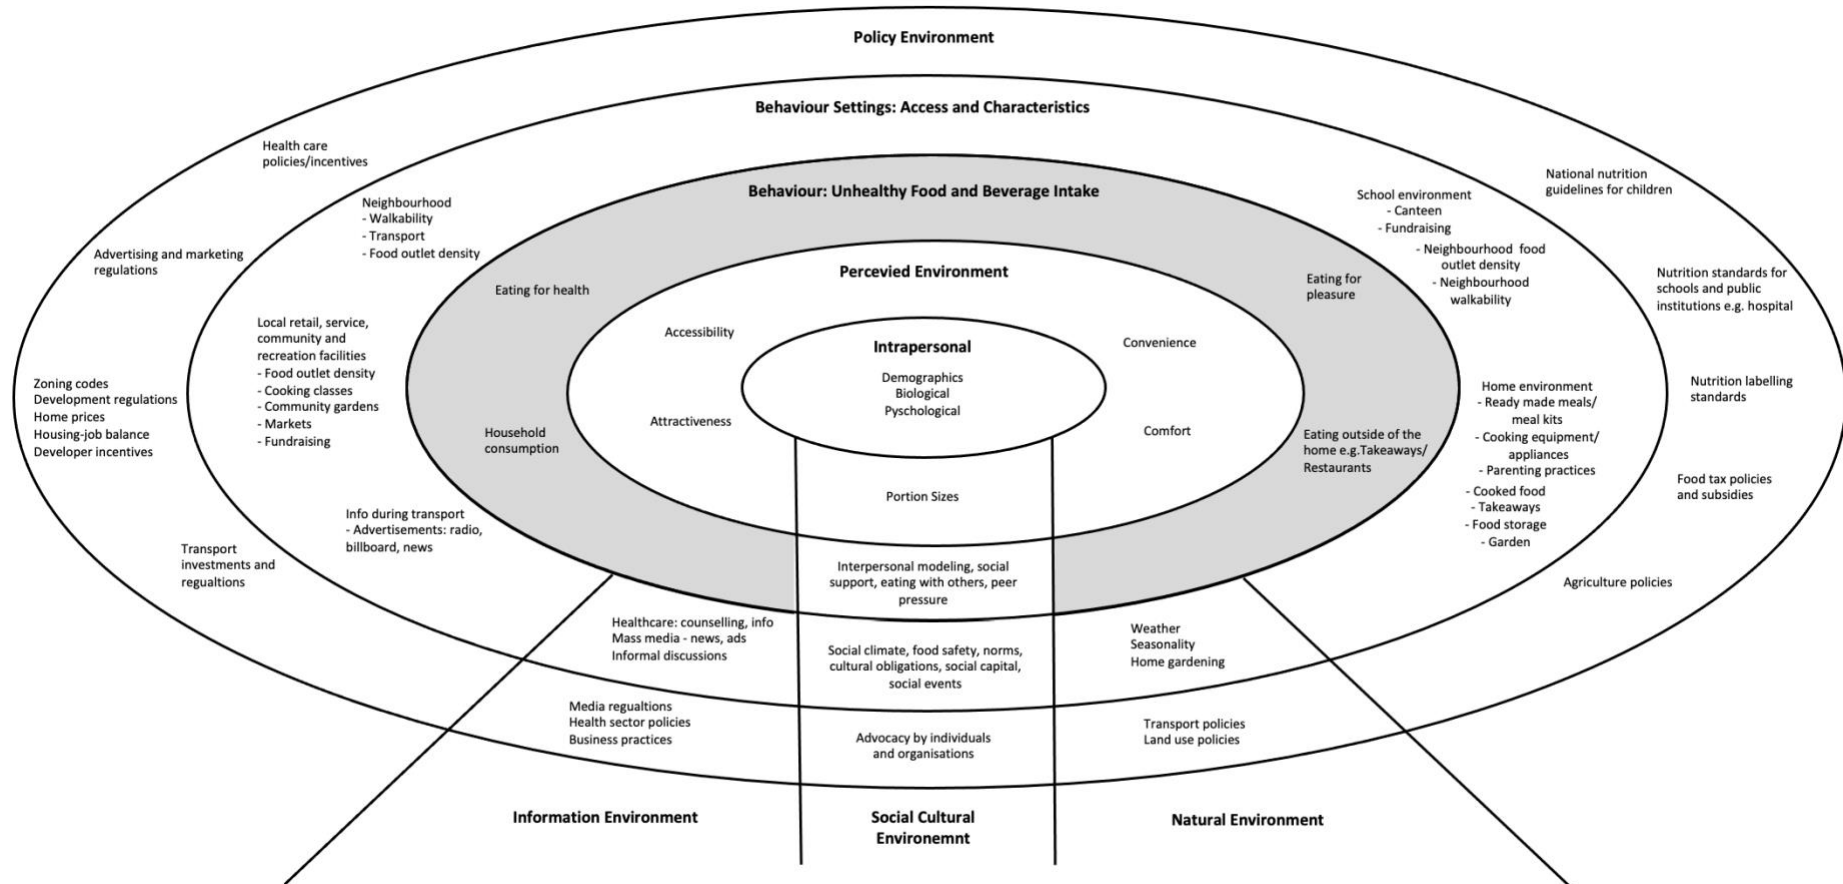 Policy Environment
Behaviour Settings: Access and Characteristics
Health care
policies/incentives
National nutrition
guidelines for children
Behaviour: Unhealthy Food and Beverage Intake
Neighbourhood
- Walkability
- Transport
- Food outlet density
School environment
- Canteen
- Fundraising
- Neighbourhood food
outlet density
- Neighbourhood
walkability
Advertising and marketing
regulations
Nutrition standards for
schools and public
institutions e.g. hospital
Percevied Environment
Eating for health
Eating for
pleasure
Local retail, service,
community and
recreation facilities
- Food outlet density
- Cooking classes
- Community gardens
- Markets
- Fundraising
Accessibility
Convenience
Intrapersonal
Demographics
Biological
Pyschological
Zoning codes
Development regulations
Home prices
Housing-job balance
Developer incentives
Home environment
- Ready made meals/
meal kits
- Cooking equipment/
appliances
- Parenting practices
- Cooked food
- Takeaways
- Food storage
- Garden
Nutrition labelling
standards
Attractiveness
Comfort
Household
consumption
Eating outside of the
home e.g.Takeaways/
Restaurants
Food tax policies
and subsidies
Portion Sizes
Info during transport
- Advertisements: radio,
billboard, news
Transport
investments and
regualtions
Interpersonal modeling, social
support, eating with others, peer
pressure
Agriculture policies
Healthcare: counselling, info
Mass media - news, ads
Informal discussions
Social climate, food safety, norms,
cultural obligations, social capital,
social events
Weather
Seasonality
Home gardening
Media regualtions
Health sector policies
Business practices
Advocacy by individuals
and organisations
Transport policies
Land use policies
Information Environment
Social Cultural
Environemnt
Natural Environment